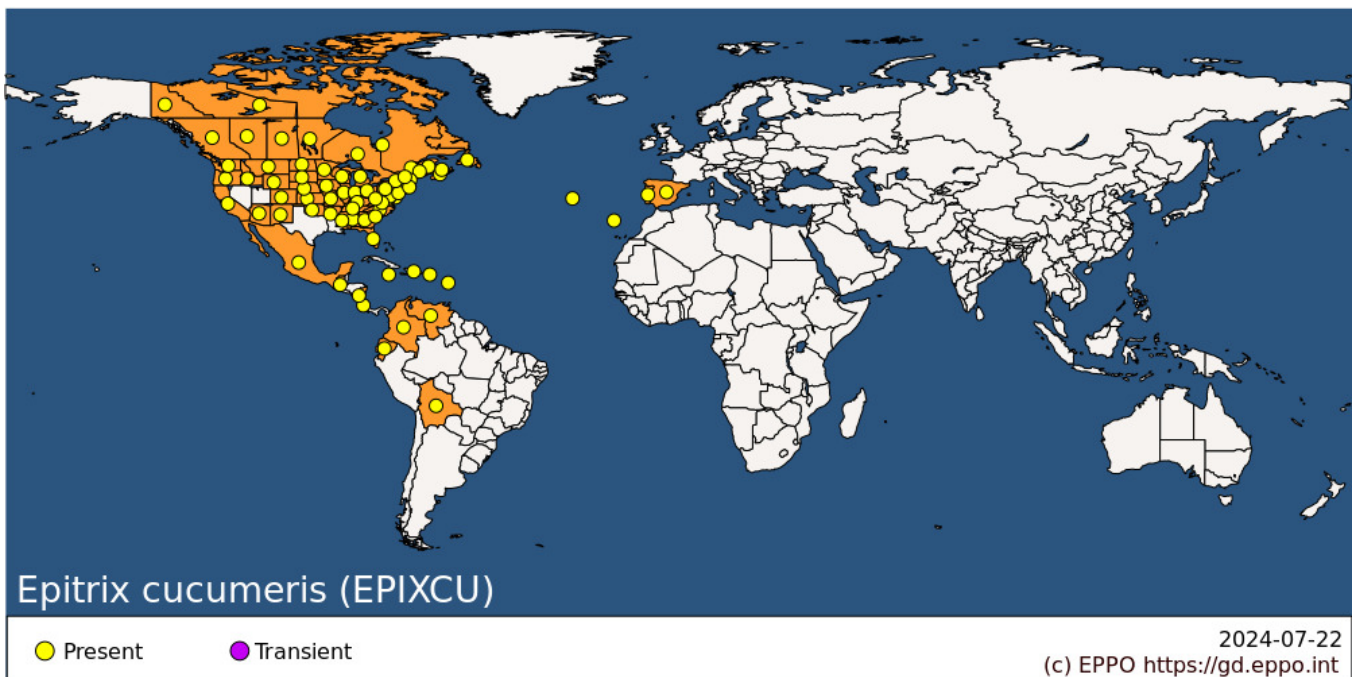 Epitrix cucumeris (EPIXCU)
Present
Transient
2024-07-22
(c) EPPO https://gd.eppo.int